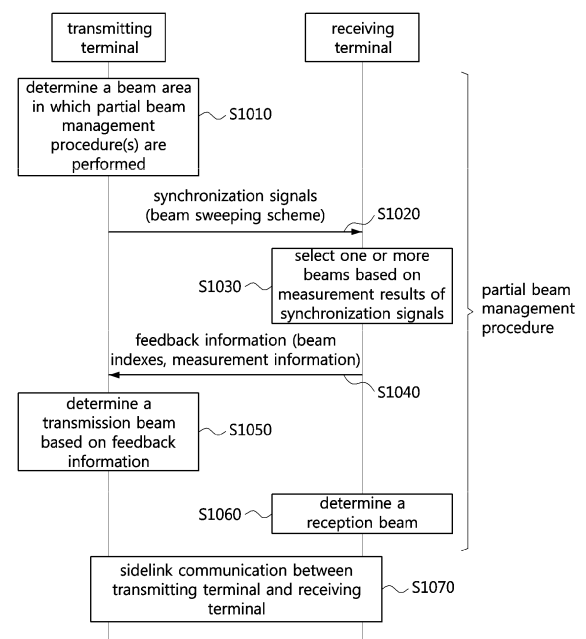 transmitting
terminal
receiving
terminal
determine a beam area
in which partial beam
management
procedure(s) are
performed
S1010
synchronization signals
(beam sweeping scheme)
S1020
select one or more
beams based on
measurement results of
synchronization signals
S1030
partial beam
management
procedure
feedback information (beam
indexes, measurement information)
S1040
determine a
transmission beam
based on feedback
information
S1050
S1060
determine a
reception beam
sidelink communication between
transmitting terminal and receiving
terminal
S1070